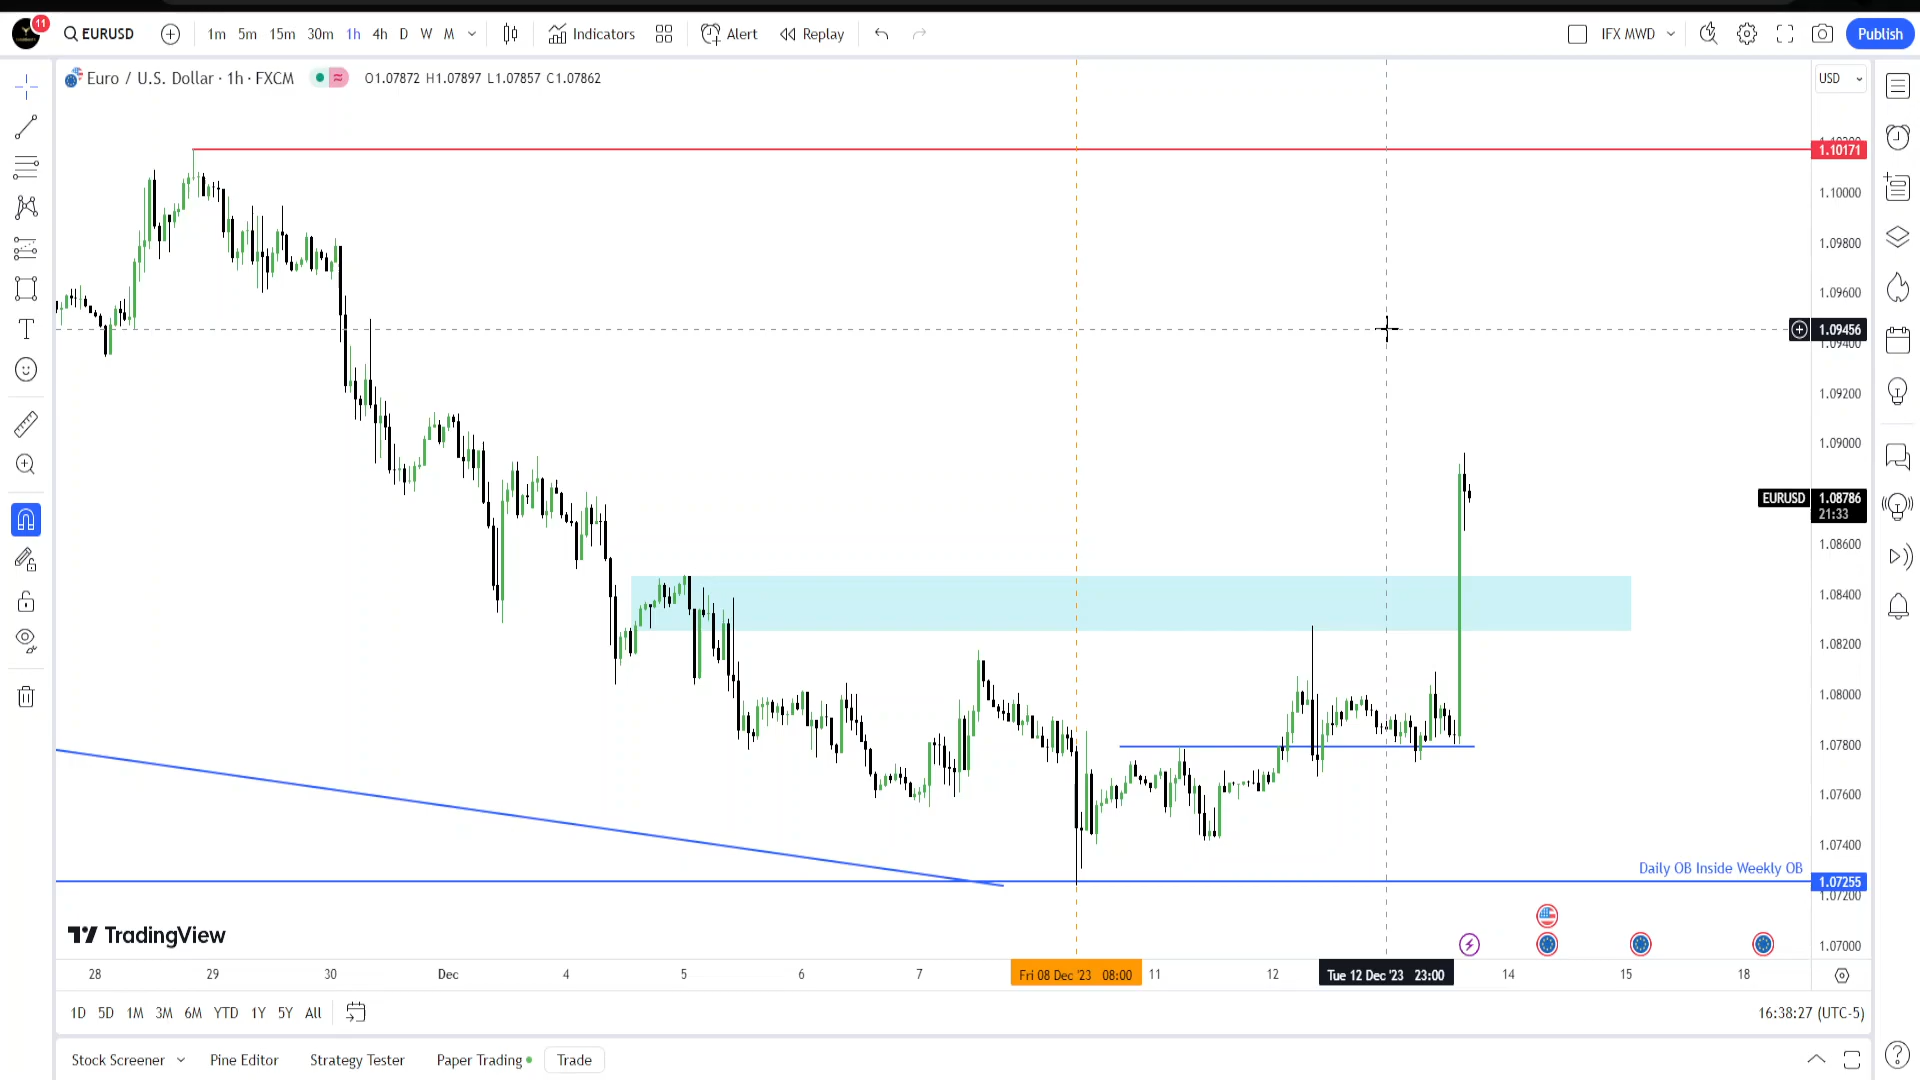 11
EURUSD
1m 5m 15m 30m 1h 4h D W M
Indicators
Alert
Replay
IFX MWD
Publish
Euro / U.S. Dollar · 1h · FXCM
O1.07872 H1.07897 L1.07857 C1.07862
USD
1.10171
1.10000
1.09800
1.09600
1.09456
1.09400
1.09200
1.09000
EURUSD 1.08786
21:33
1.08600
1.08400
1.08200
1.08000
1.07800
1.07600
1.07400
Daily OB Inside Weekly OB
1.07255
1.07200
1.07000
TradingView
28 29 30 Dec 4 5 6 7 Fri 08 Dec '23 08:00 11 12 Tue 12 Dec '23 23:00 14 15 18
1D 5D 1M 3M 6M YTD 1Y 5Y All
16:38:27 (UTC-5)
Stock Screener Pine Editor Strategy Tester Paper Trading Trade